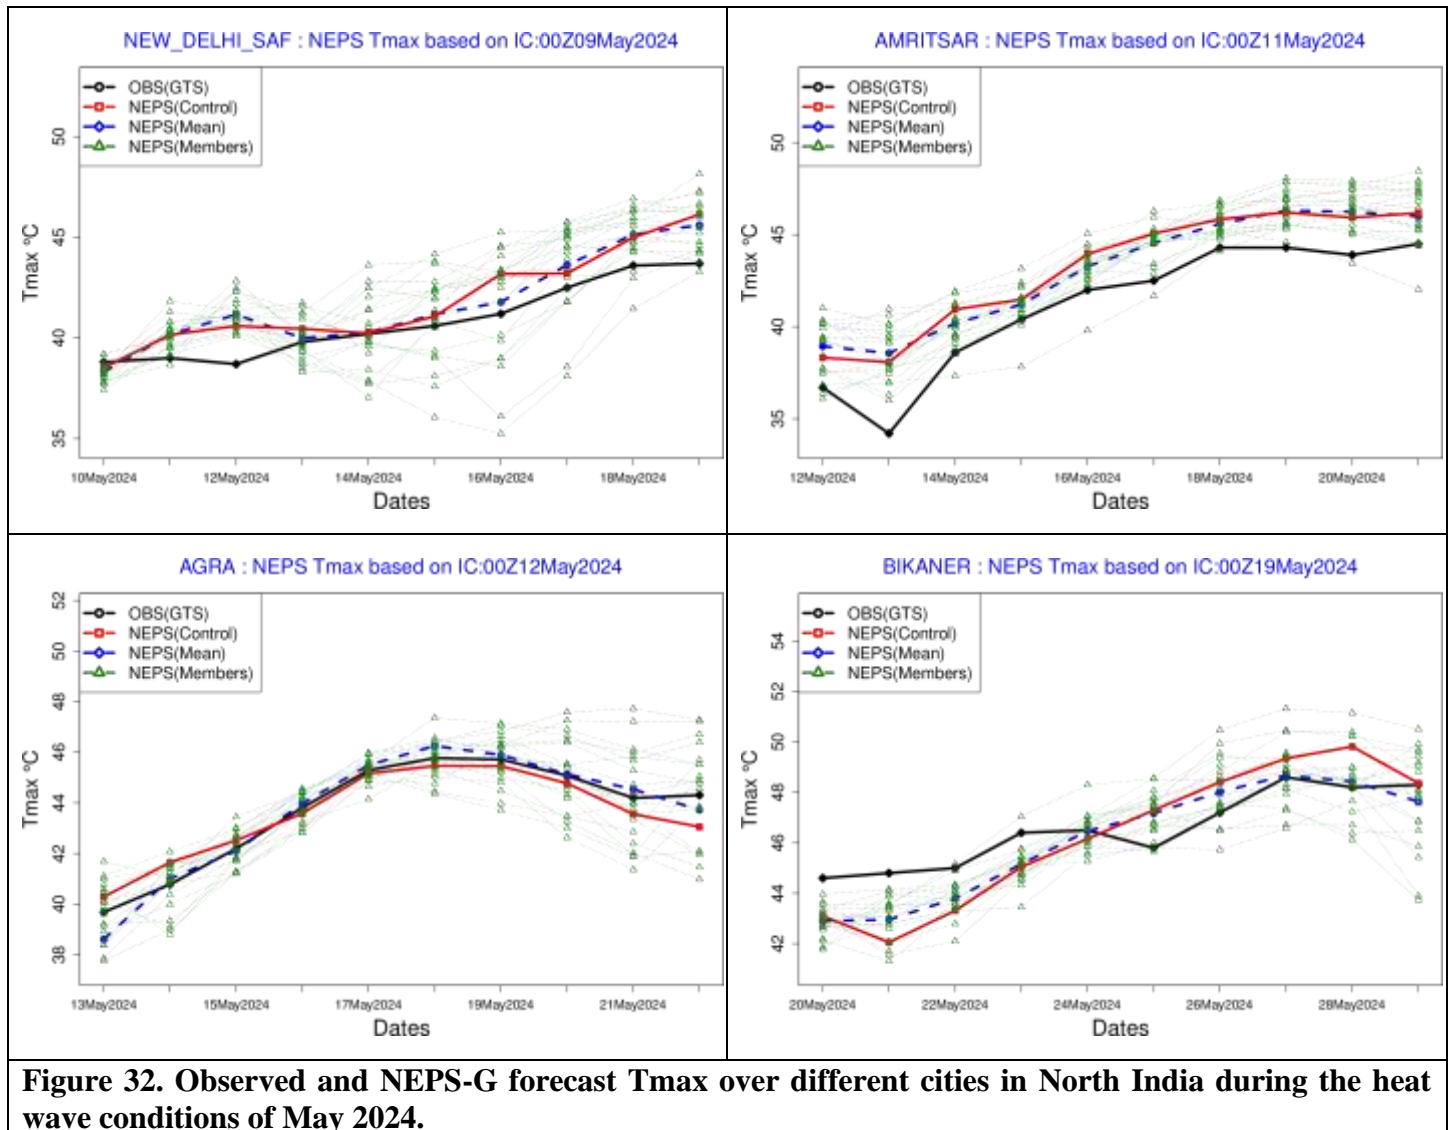 NEW_DELHI_SAF : NEPS Tmax based on IC:00Z09May2024
OBS(GTS)
NEPS(Control)
NEPS(Mean)
NEPS(Members)
Tmax ºC
50
45
40
35
10May2024 12May2024 14May2024 16May2024 18May2024
Dates
AMRITSAR : NEPS Tmax based on IC:00Z11May2024
OBS(GTS)
NEPS(Control)
NEPS(Mean)
NEPS(Members)
Tmax ºC
50
45
40
35
12May2024 14May2024 16May2024 18May2024 20May2024
Dates
AGRA : NEPS Tmax based on IC:00Z12May2024
OBS(GTS)
NEPS(Control)
NEPS(Mean)
NEPS(Members)
Tmax ºC
52
50
48
46
44
42
40
38
13May2024 15May2024 17May2024 19May2024 21May2024
Dates
BIKANER : NEPS Tmax based on IC:00Z19May2024
OBS(GTS)
NEPS(Control)
NEPS(Mean)
NEPS(Members)
Tmax ºC
54
52
50
48
46
44
42
20May2024 22May2024 24May2024 26May2024 28May2024
Dates
Figure 32. Observed and NEPS-G forecast Tmax over different cities in North India during the heat
wave conditions of May 2024.